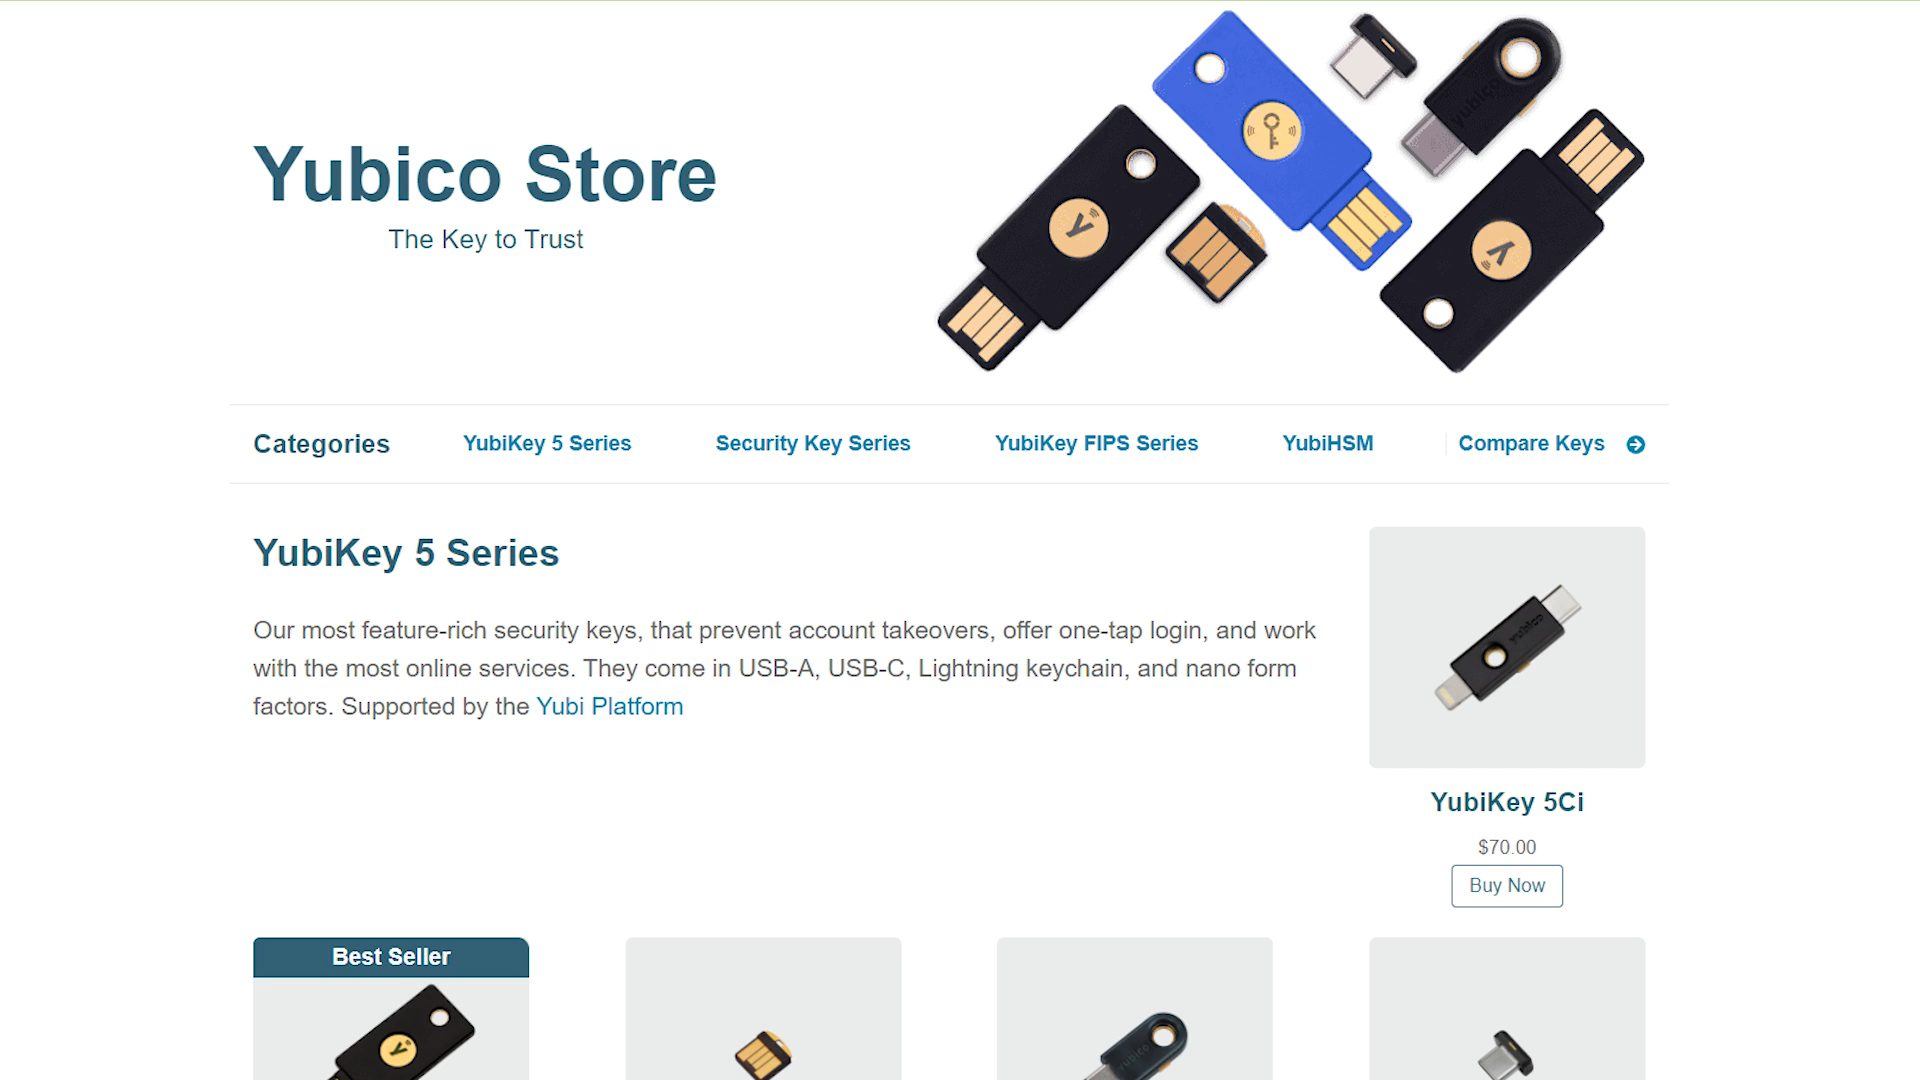 Yubico Store
The Key to Trust
yubico
Categories
YubiKey 5 Series
Security Key Series
YubiKey FIPS Series
YubiHSM
Compare Keys
YubiKey 5 Series
Our most feature-rich security keys, that prevent account takeovers, offer one-tap login, and work
with the most online services. They come in USB-A, USB-C, Lightning keychain, and nano form
factors. Supported by the Yubi Platform
yubico
YubiKey 5Ci
$70.00
Buy Now
Best Seller
yubico